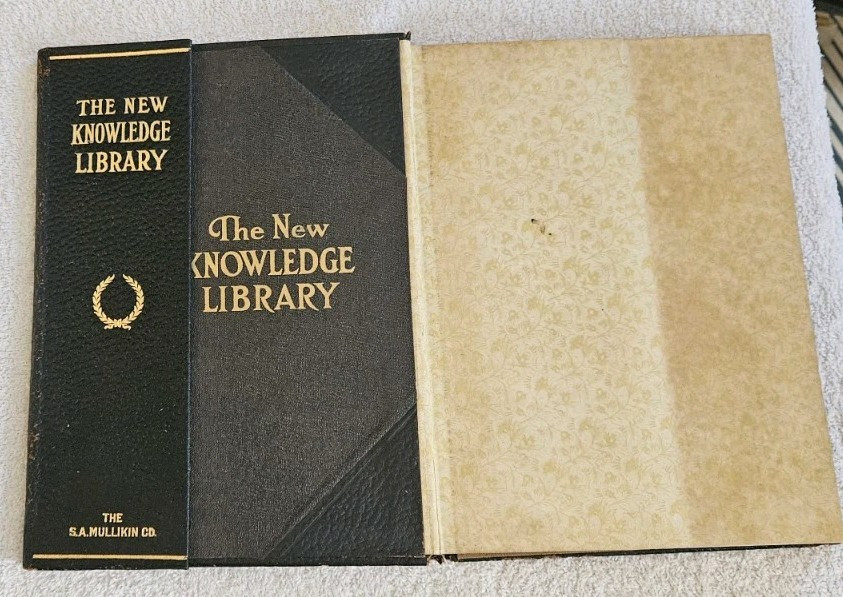 THE NEW
KNOWLEDGE
LIBRARY
THE
S.A.MULLIKIN CO.
The New
KNOWLEDGE
LIBRARY